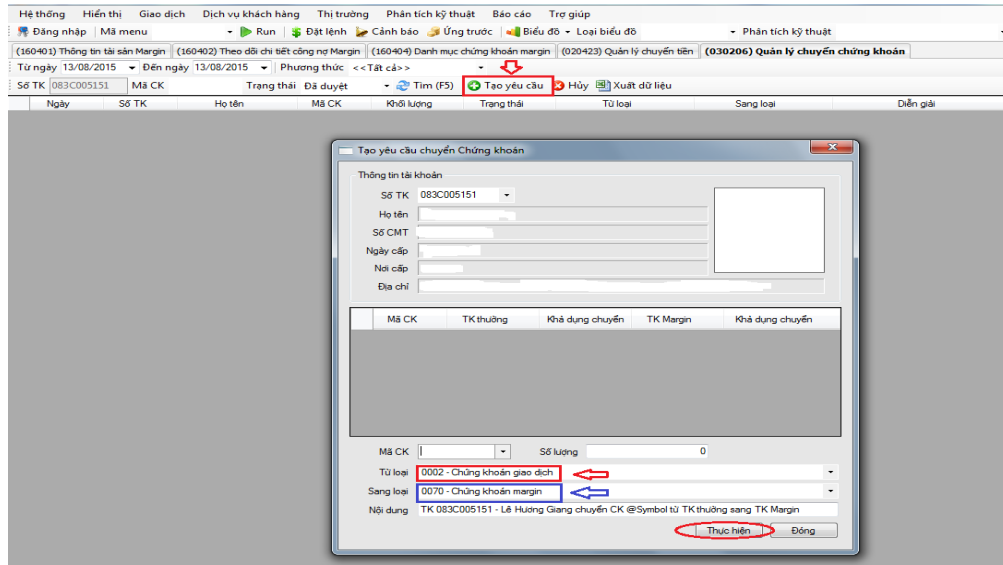 Hệ thống Hiển thị Giao dịch Dịch vụ khách hàng Thị trường Phân tích kỹ thuật Báo cáo Trợ giúp
Đăng nhập Mã menu Run Đặt lệnh Cảnh báo Ứng trước Biểu đồ Loại biểu đồ Phân tích kỹ thuật
(160401) Thông tin tài sản Margin (160402) Theo dõi chi tiết công nợ Margin (160404) Danh mục chứng khoán margin (020423) Quản lý chuyển tiền (030206) Quản lý chuyển chứng khoán
Từ ngày 13/08/2015 Đến ngày 13/08/2015 Phương thức <<Tất cả>>
Số TK 083C005151 Mã CK Trạng thái Đã duyệt Tìm (F5) Tạo yêu cầu Hủy Xuất dữ liệu
Ngày Số TK Họ tên Mã CK Khối lượng Trạng thái Từ loại Sang loại Diễn giải
Tạo yêu cầu chuyển Chứng khoán
Thông tin tài khoản
Số TK 083C005151
Họ tên
Số CMT
Ngày cấp
Nơi cấp
Địa chỉ
Mã CK TK thường Khả dụng chuyển TK Margin Khả dụng chuyển
Mã CK Số lượng 0
Từ loại 0002 - Chứng khoán giao dịch
Sang loại 0070 - Chứng khoán margin
Nội dung TK 083C005151 - Lê Hương Giang chuyển CK @Symbol từ TK thường sang TK Margin
Thực hiện Đóng